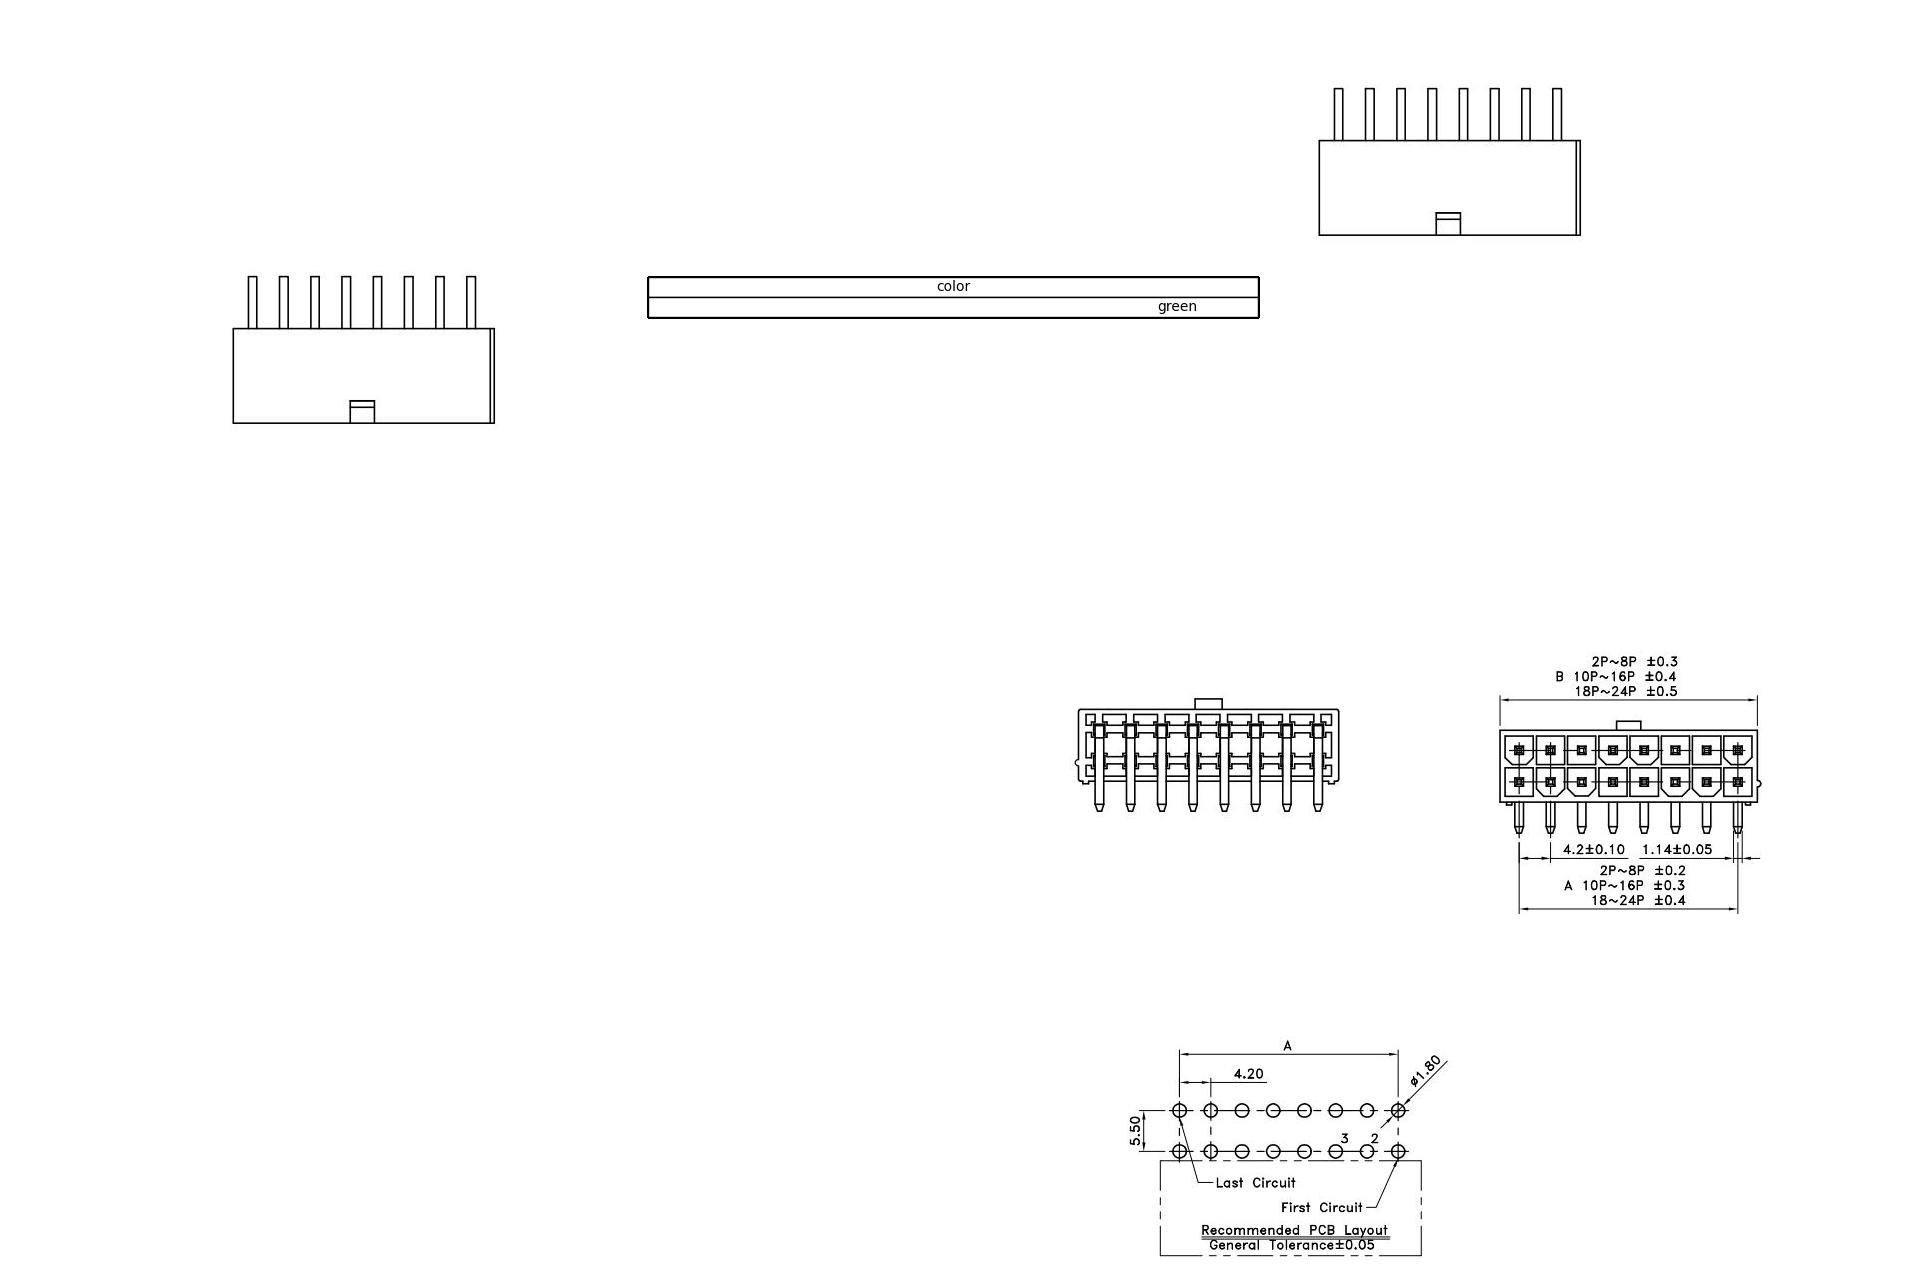 color
green
2P~8P ±0.3
B 10P~16P ±0.4
18P~24P ±0.5
4.2±0.10 1.14±0.05
2P~8P ±0.2
A 10P~16P ±0.3
18~24P ±0.4
A
4.20
ø1.80
5.50
3 2
Last Circuit
First Circuit
Recommended PCB Layout
General Tolerance±0.05